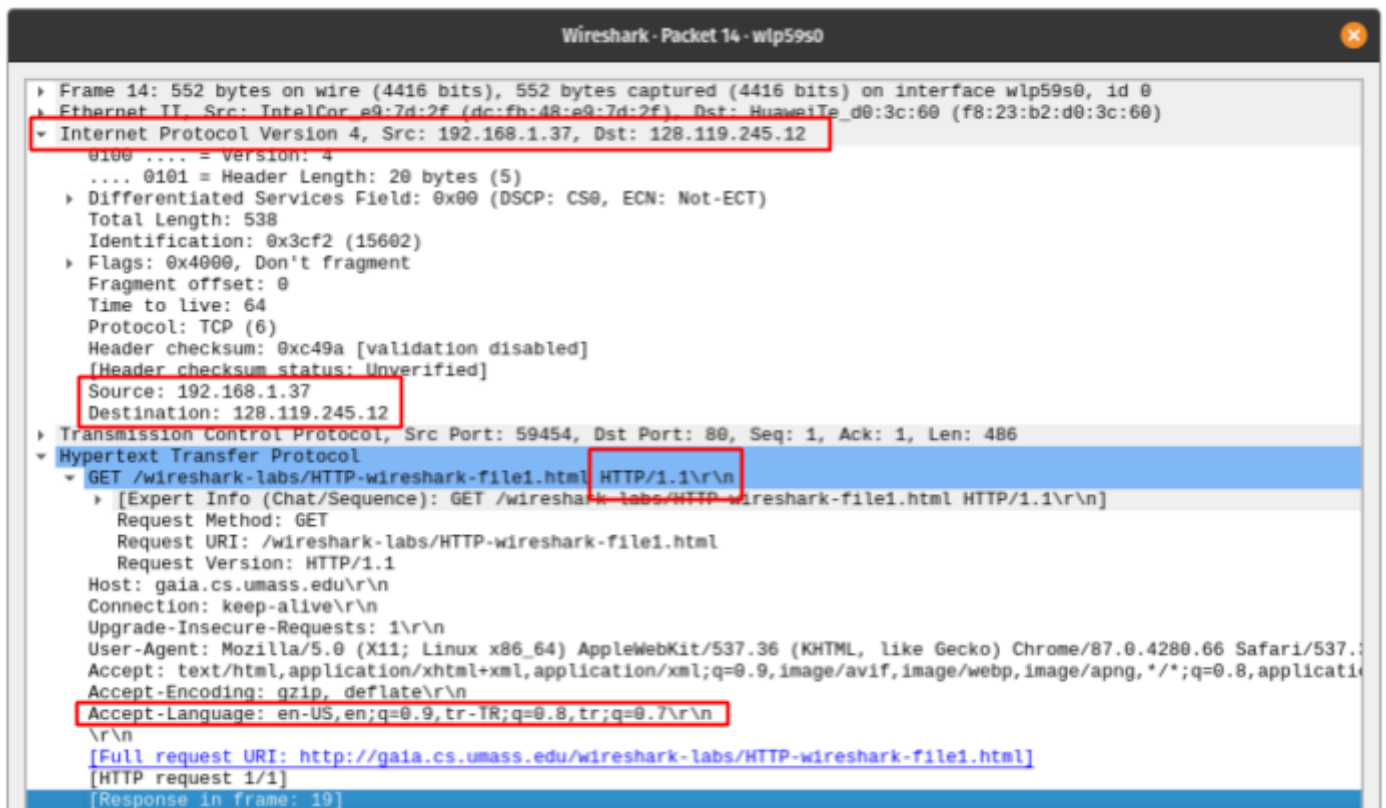 Wireshark · Packet 14 · wlp59s0
Frame 14: 552 bytes on wire (4416 bits), 552 bytes captured (4416 bits) on interface wlp59s0, id 0
Ethernet II, Src: IntelCor_e9:7d:2f (dc:fb:48:e9:7d:2f), Dst: HuaweiTe_d0:3c:60 (f8:23:b2:d0:3c:60)
Internet Protocol Version 4, Src: 192.168.1.37, Dst: 128.119.245.12
0100 .... = Version: 4
.... 0101 = Header Length: 20 bytes (5)
Differentiated Services Field: 0x00 (DSCP: CS0, ECN: Not-ECT)
Total Length: 538
Identification: 0x3cf2 (15602)
Flags: 0x4000, Don't fragment
Fragment offset: 0
Time to live: 64
Protocol: TCP (6)
Header checksum: 0xc49a [validation disabled]
[Header checksum status: Unverified]
Source: 192.168.1.37
Destination: 128.119.245.12
Transmission Control Protocol, Src Port: 59454, Dst Port: 80, Seq: 1, Ack: 1, Len: 486
Hypertext Transfer Protocol
GET /wireshark-labs/HTTP-wireshark-file1.html HTTP/1.1\r\n
[Expert Info (Chat/Sequence): GET /wireshark-labs/HTTP-wireshark-file1.html HTTP/1.1\r\n]
Request Method: GET
Request URI: /wireshark-labs/HTTP-wireshark-file1.html
Request Version: HTTP/1.1
Host: gaia.cs.umass.edu\r\n
Connection: keep-alive\r\n
Upgrade-Insecure-Requests: 1\r\n
User-Agent: Mozilla/5.0 (X11; Linux x86_64) AppleWebKit/537.36 (KHTML, like Gecko) Chrome/87.0.4280.66 Safari/537.
Accept: text/html,application/xhtml+xml,application/xml;q=0.9,image/avif,image/webp,image/apng,*/*;q=0.8,applicati
Accept-Encoding: gzip, deflate\r\n
Accept-Language: en-US,en;q=0.9,tr-TR;q=0.8,tr;q=0.7\r\n
\r\n
[Full request URI: http://gaia.cs.umass.edu/wireshark-labs/HTTP-wireshark-file1.html]
[HTTP request 1/1]
[Response in frame: 19]